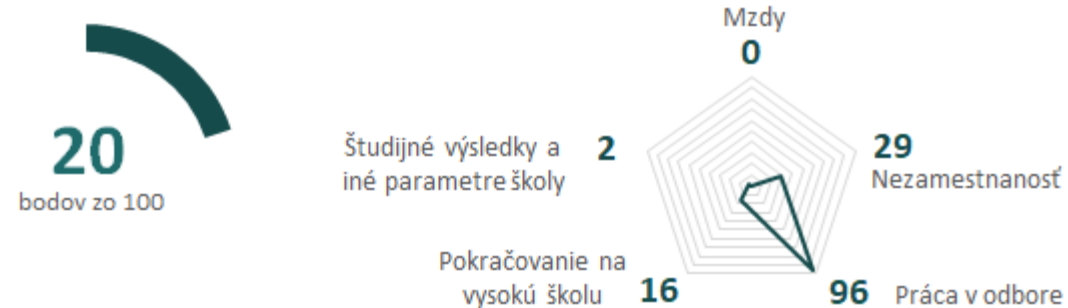 20
bodov zo 100
Mzdy
0
29
Nezamestnanosť
96 Práca v odbore
Pokračovanie na
vysokú školu 16
Študijné výsledky a 2
iné parametre školy